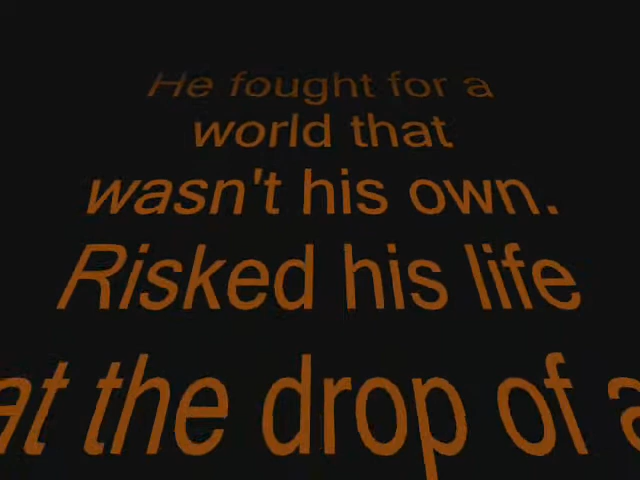 He fought for a
world that
wasn't his own.
Risked his life
at the drop of a